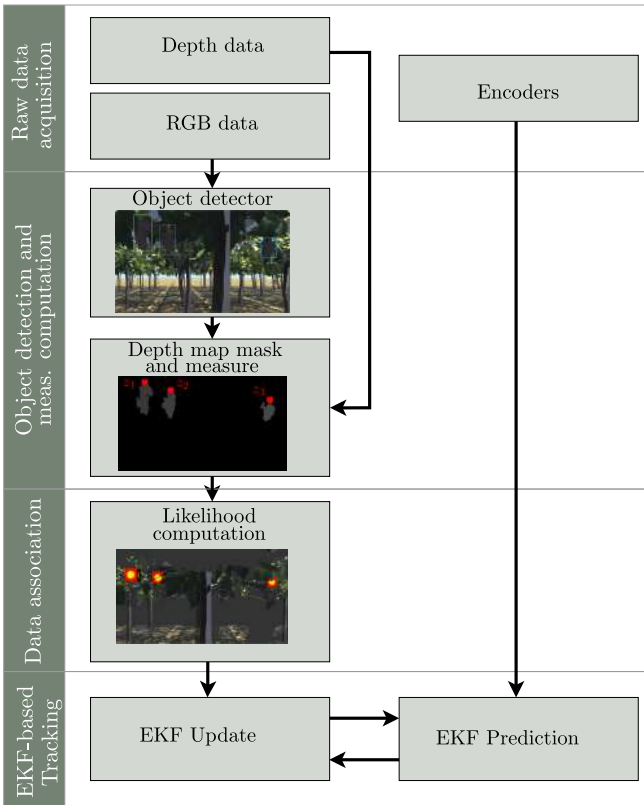 Raw data
acquisition
Depth data
RGB data
Encoders
Object detection and
meas. computation
Object detector
Depth map mask
and measure
Data association
Likelihood
computation
EKF-based
Tracking
EKF Update
EKF Prediction